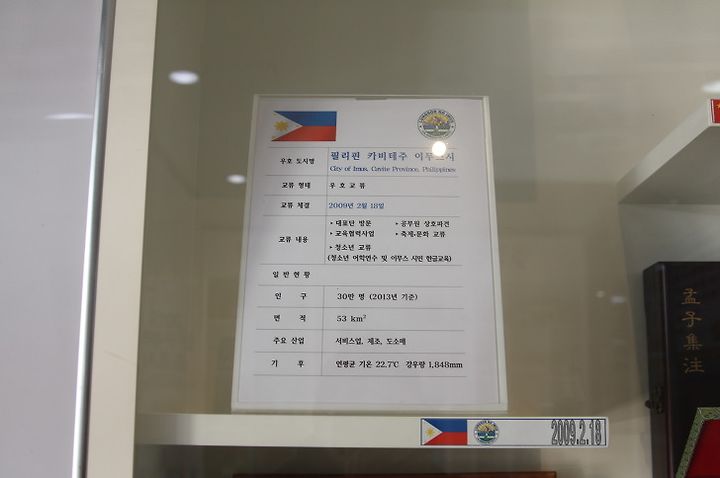 우호 도시명 필리핀 카비테주 이무스시
City of Imus, Cavite Province, Philippines
교류 형태 우 호 교 류
교류 체결 2009년 2월 18일
교류 내용
▸ 대표단 방문 ▸ 공무원 상호파견
▸ 교육협력사업 ▸ 축제·문화 교류
▸ 청소년 교류
(청소년 어학연수 및 이무스 시민 한글교육)
일 반 현 황
인 구 30만 명 (2013년 기준)
면 적 53 km²
주요 산업 서비스업, 제조, 도소매
기 후 연평균 기온 22.7℃ 강우량 1,848mm
2009.2.18
孟子集注